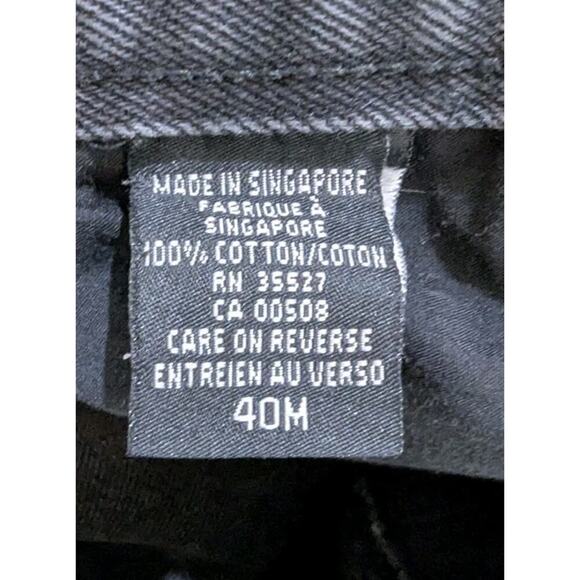 MADE IN SINGAPORE
FABRIQUE À
SINGAPORE
100% COTTON/COTON
RN 35527
CA 00508
CARE ON REVERSE
ENTREIEN AU VERSO
40M